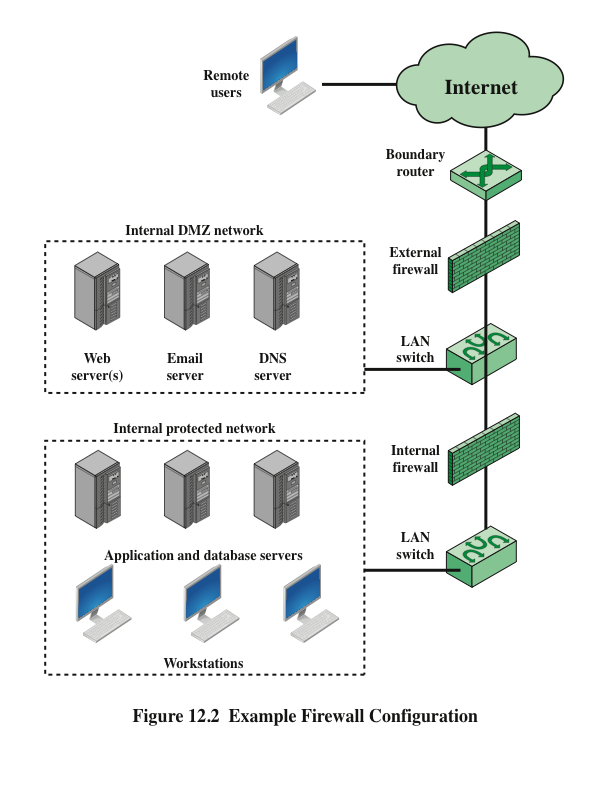 Remote
users
Internet
Boundary
router
Internal DMZ network
External
firewall
Web
server(s)
Email
server
DNS
server
LAN
switch
Internal protected network
Internal
firewall
Application and database servers
LAN
switch
Workstations
Figure 12.2 Example Firewall Configuration